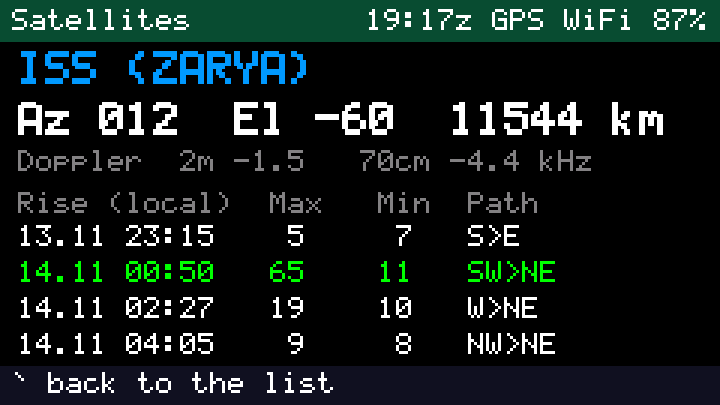 Satellites 19:17z GPS WiFi 87%
ISS (ZARYA)
Az 012 El -60 11544 km
Doppler 2m -1.5 70cm -4.4 kHz
Rise (local) Max Min Path
13.11 23:15 5 7 S>E
14.11 00:50 65 11 SW>NE
14.11 02:27 19 10 W>NE
14.11 04:05 9 8 NW>NE
` back to the list